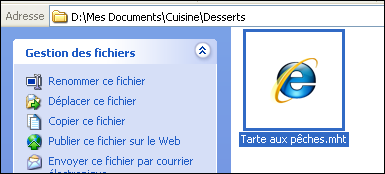 Adresse D:\Mes Documents\Cuisine\Desserts
Gestion des fichiers
Renommer ce fichier
Déplacer ce fichier
Copier ce fichier
Publier ce fichier sur le Web
Envoyer ce fichier par courrier
électronique
Tarte aux pêches.mht